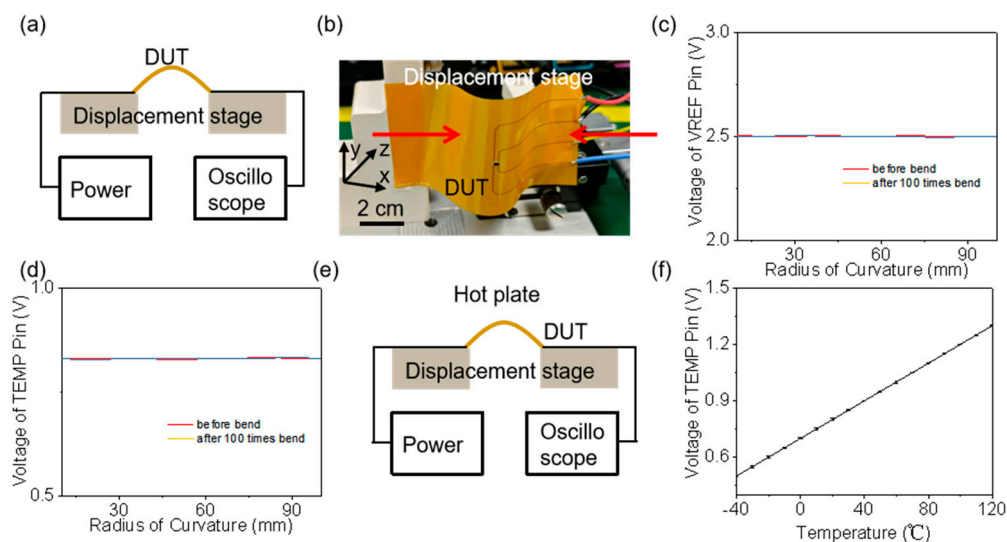 (a)
DUT
Displacement stage
Power
Oscillo
scope
(b)
Displacement stage
y
z
x
DUT
2 cm
(c)
Voltage of VREF Pin (V)
3.0
2.5
2.0
before bend
after 100 times bend
30
60
90
Radius of Curvature (mm)
(d)
Voltage of TEMP Pin (V)
1.0
0.5
before bend
after 100 times bend
30
60
90
Radius of Curvature (mm)
(e)
Hot plate
DUT
Displacement stage
Power
Oscillo
scope
(f)
Voltage of TEMP Pin (V)
1.5
1.2
0.9
0.6
-40
0
40
80
120
Temperature (℃)